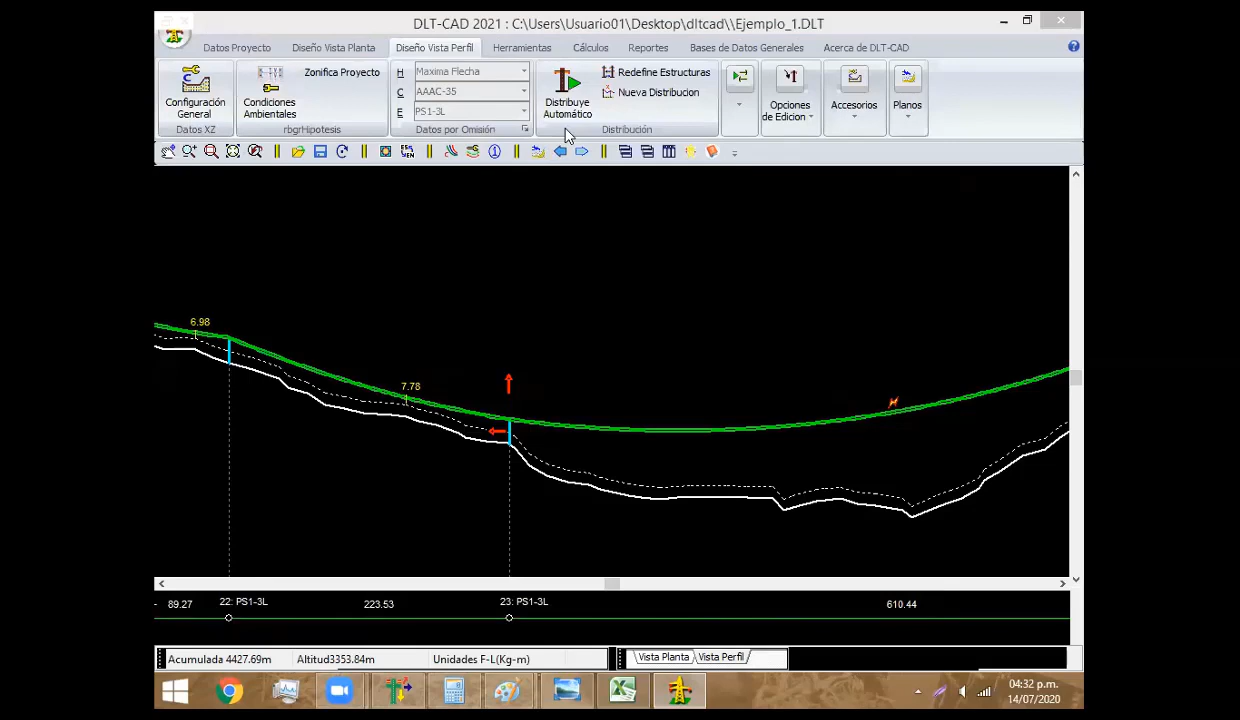 DLT-CAD 2021 : C:\Users\Usuario01\Desktop\dltcad\\Ejemplo_1.DLT
Datos Proyecto Diseño Vista Planta Diseño Vista Perfil Herramientas Cálculos Reportes Bases de Datos Generales Acerca de DLT-CAD
Configuración General
Datos XZ
Condiciones Ambientales
Zonifica Proyecto
rbgrHipotesis
H Maxima Flecha
C AAAC-35
E PS1-3L
Datos por Omisión
Distribuye Automático
Redefine Estructuras
Nueva Distribucion
Distribución
Opciones de Edicion
Accesorios
Planos
6.98
7.78
89.27 22: PS1-3L 223.53 23: PS1-3L 610.44
Acumulada 4427.69m Altitud3353.84m Unidades F-L(Kg-m) Vista Planta Vista Perfil
04:32 p.m.
14/07/2020